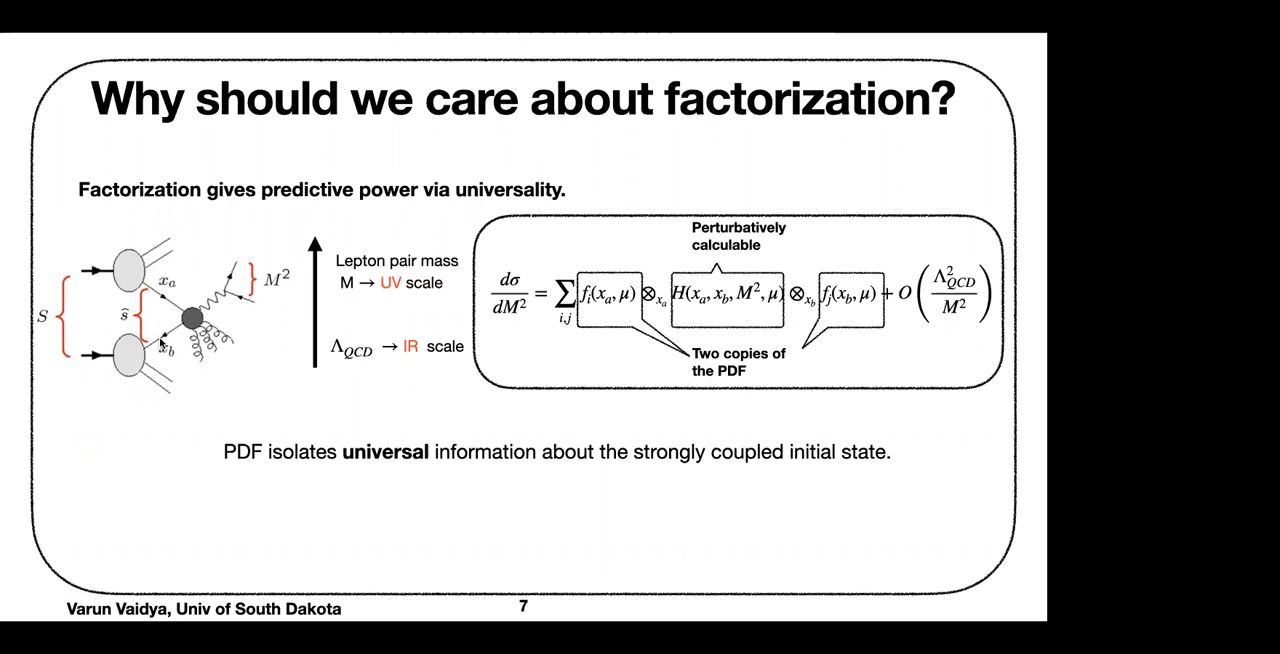 Why should we care about factorization?
Factorization gives predictive power via universality.
S
x_a
ŝ
x_b
M²
Lepton pair mass
M → UV scale
Λ_QCD → IR scale
Perturbatively
calculable
dσ/dM² = ∑_{i,j} f_i(x_a, μ) ⊗_{x_a} H(x_a, x_b, M², μ) ⊗_{x_b} f_j(x_b, μ) + O(Λ²_QCD/M²)
Two copies of
the PDF
PDF isolates universal information about the strongly coupled initial state.
Varun Vaidya, Univ of South Dakota
7